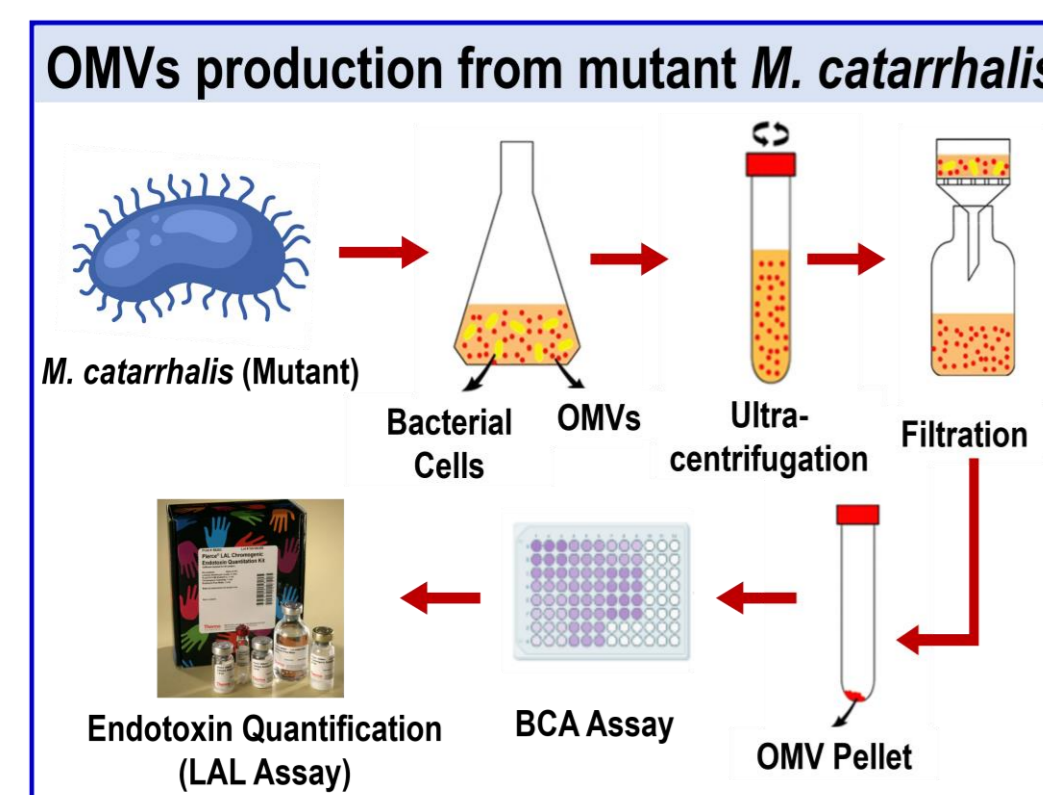 OMVs production from mutant M. catarrhalis
M. catarrhalis (Mutant)
Bacterial
Cells
OMVs
Ultra-
centrifugation
Filtration
Pierce® LAL Chromogenic
Endotoxin Quantitation Kit
Endotoxin Quantification
(LAL Assay)
BCA Assay
OMV Pellet